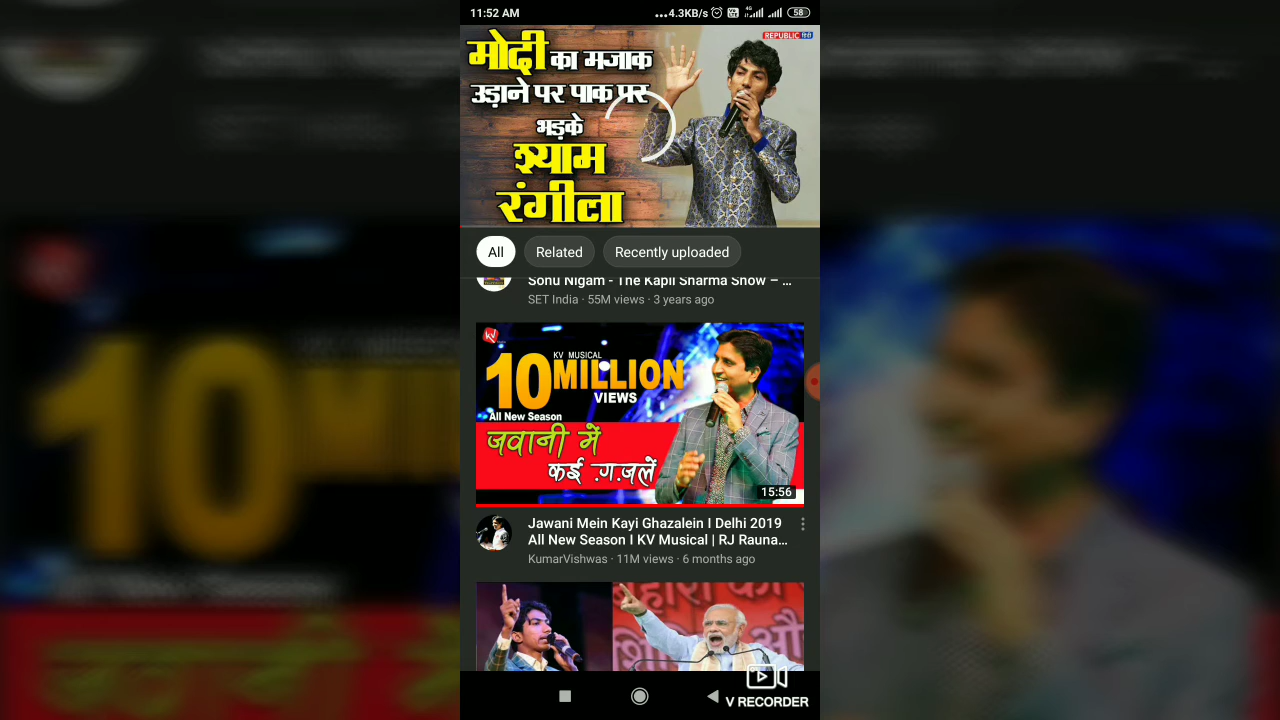 11:52 AM
...4.3KB/s
4G
58
REPUBLIC हिंदी
मोदी का मजाक
उड़ाने पर पाक पर
भड़के
श्याम
रंगीला
All
Related
Recently uploaded
Sonu Nigam - The Kapil Sharma Show – ...
SET India · 55M views · 3 years ago
KV MUSICAL
10 MILLION
VIEWS
All New Season
जवानी में
कई ग़ज़लें
15:56
Jawani Mein Kayi Ghazalein I Delhi 2019
All New Season I KV Musical | RJ Rauna...
KumarVishwas · 11M views · 6 months ago
V RECORDER